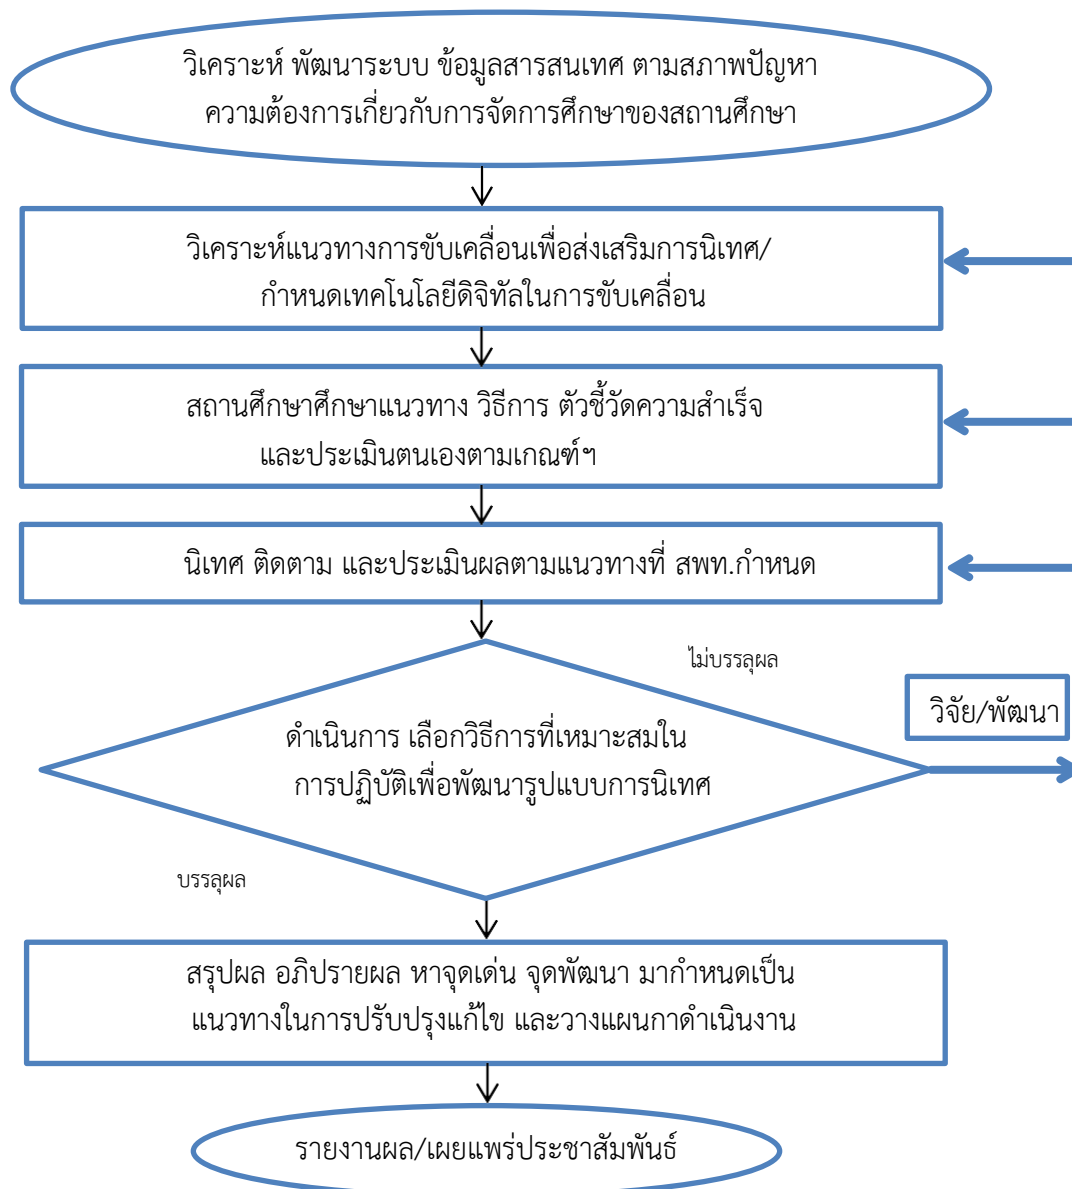 วิเคราะห์ พัฒนาระบบ ข้อมูลสารสนเทศ ตามสภาพปัญหา
ความต้องการเกี่ยวกับการจัดการศึกษาของสถานศึกษา
วิเคราะห์แนวทางการขับเคลื่อนเพื่อส่งเสริมการนิเทศ/
กำหนดเทคโนโลยีดิจิทัลในการขับเคลื่อน
สถานศึกษาศึกษาแนวทาง วิธีการ ตัวชี้วัดความสำเร็จ
และประเมินตนเองตามเกณฑ์ฯ
นิเทศ ติดตาม และประเมินผลตามแนวทางที่ สพท.กำหนด
ไม่บรรลุผล
วิจัย/พัฒนา
ดำเนินการ เลือกวิธีการที่เหมาะสมใน
การปฏิบัติเพื่อพัฒนารูปแบบการนิเทศ
บรรลุผล
สรุปผล อภิปรายผล หาจุดเด่น จุดพัฒนา มากำหนดเป็น
แนวทางในการปรับปรุงแก้ไข และวางแผนกาดำเนินงาน
รายงานผล/เผยแพร่ประชาสัมพันธ์